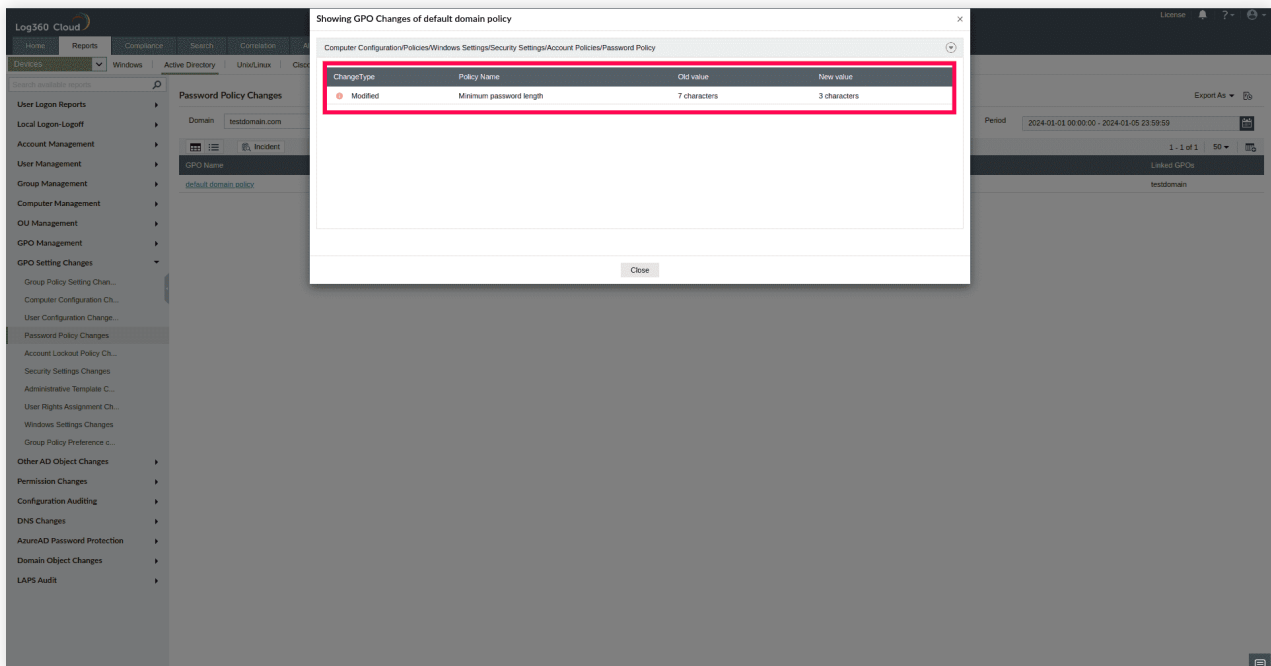 Log360 Cloud
License ?
Home Reports Compliance Search Correlation
Devices Windows Active Directory Unix/Linux
Search available reports
User Logon Reports
Local Logon-Logoff
Account Management
User Management
Group Management
Computer Management
OU Management
GPO Management
GPO Setting Changes
Group Policy Setting Chan...
Computer Configuration Ch...
User Configuration Change...
Password Policy Changes
Account Lockout Policy Ch...
Security Settings Changes
Administrative Template C...
User Rights Assignment Ch...
Windows Settings Changes
Group Policy Preference c...
Other AD Object Changes
Permission Changes
Configuration Auditing
DNS Changes
AzureAD Password Protection
Domain Object Changes
LAPS Audit
Password Policy Changes
Export As
Domain testdomain.com
Period 2024-01-01 00:00:00 - 2024-01-05 23:59:59
Incident
1 - 1 of 1 50
GPO Name Linked GPOs
default domain policy testdomain
Showing GPO Changes of default domain policy
Computer Configuration/Policies/Windows Settings/Security Settings/Account Policies/Password Policy
ChangeType Policy Name Old value New value
Modified Minimum password length 7 characters 3 characters
Close